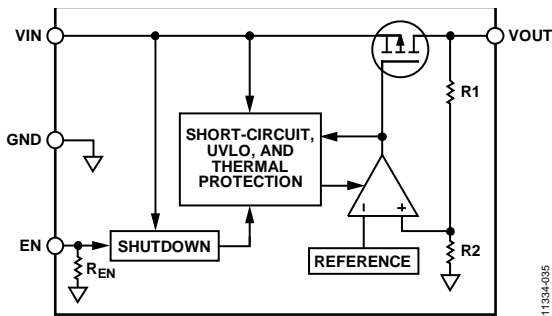 VIN
VOUT
R1
GND
SHORT-CIRCUIT,
UVLO, AND
THERMAL
PROTECTION
– +
EN
SHUTDOWN
REN
REFERENCE
R2
11334-035